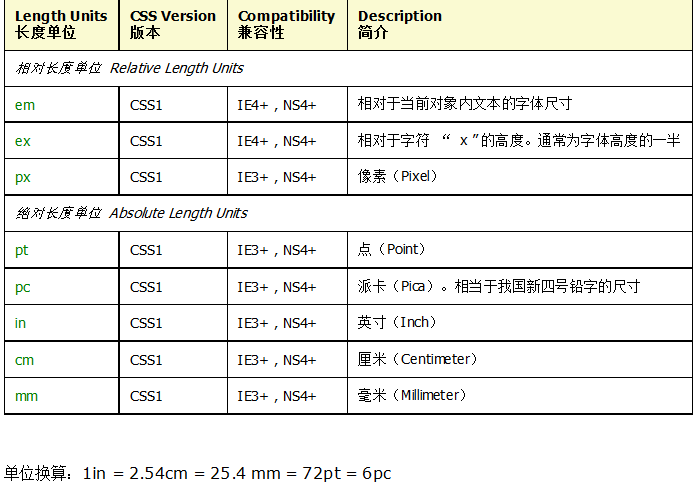 Length Units CSS Version Compatibility Description
长度单位 版本 兼容性 简介
相对长度单位 Relative Length Units
em CSS1 IE4+ , NS4+ 相对于当前对象内文本的字体尺寸
ex CSS1 IE4+ , NS4+ 相对于字符 “ x ”的高度。通常为字体高度的一半
px CSS1 IE3+ , NS4+ 像素（Pixel）
绝对长度单位 Absolute Length Units
pt CSS1 IE3+ , NS4+ 点（Point）
pc CSS1 IE3+ , NS4+ 派卡（Pica）。相当于我国新四号铅字的尺寸
in CSS1 IE3+ , NS4+ 英寸（Inch）
cm CSS1 IE3+ , NS4+ 厘米（Centimeter）
mm CSS1 IE3+ , NS4+ 毫米（Millimeter）
单位换算：1in = 2.54cm = 25.4 mm = 72pt = 6pc